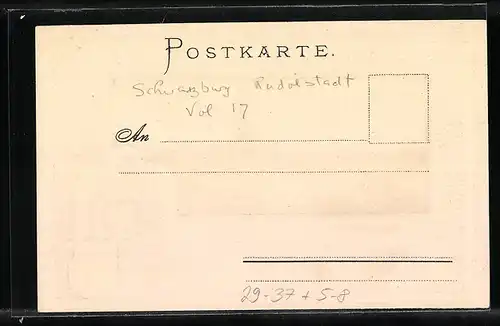 POSTKARTE.
Schwarzburg Rudolstadt
Vol 17
An
29-37 + 5-8